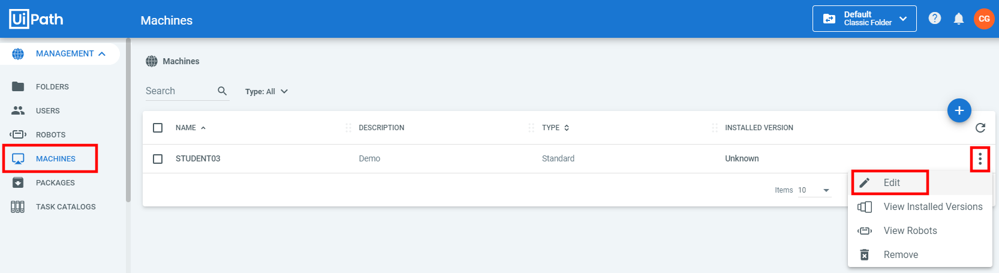 UiPath
Machines
Default
Classic Folder
?
CG
MANAGEMENT
FOLDERS
USERS
ROBOTS
MACHINES
PACKAGES
TASK CATALOGS
Machines
Search
Type: All
+
NAME DESCRIPTION TYPE INSTALLED VERSION
STUDENT03 Demo Standard Unknown
Items 10
Edit
View Installed Versions
View Robots
Remove